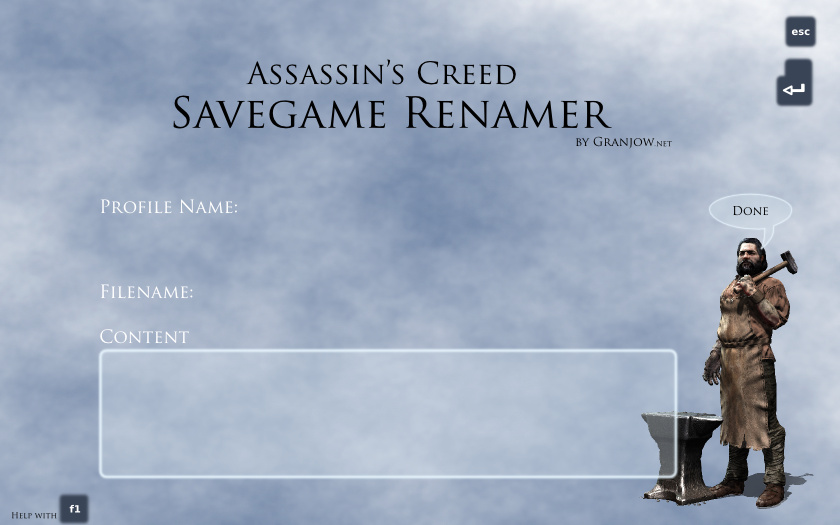 esc
Assassin's Creed
Savegame Renamer
by Granjow.net
Profile Name:
Done
Filename:
Content
Help with f1